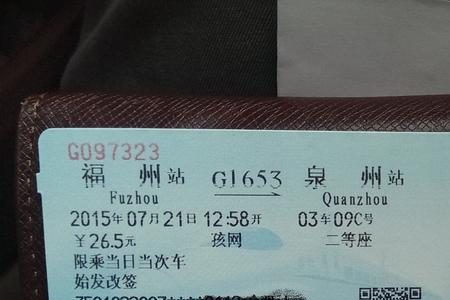 G097323
福 州站 G1653 泉 州站
Fuzhou Quanzhou
2015年07月21日12:58开 03车09C号
￥26.5元 孩网 二等座
限乘当日当次车
始发改签